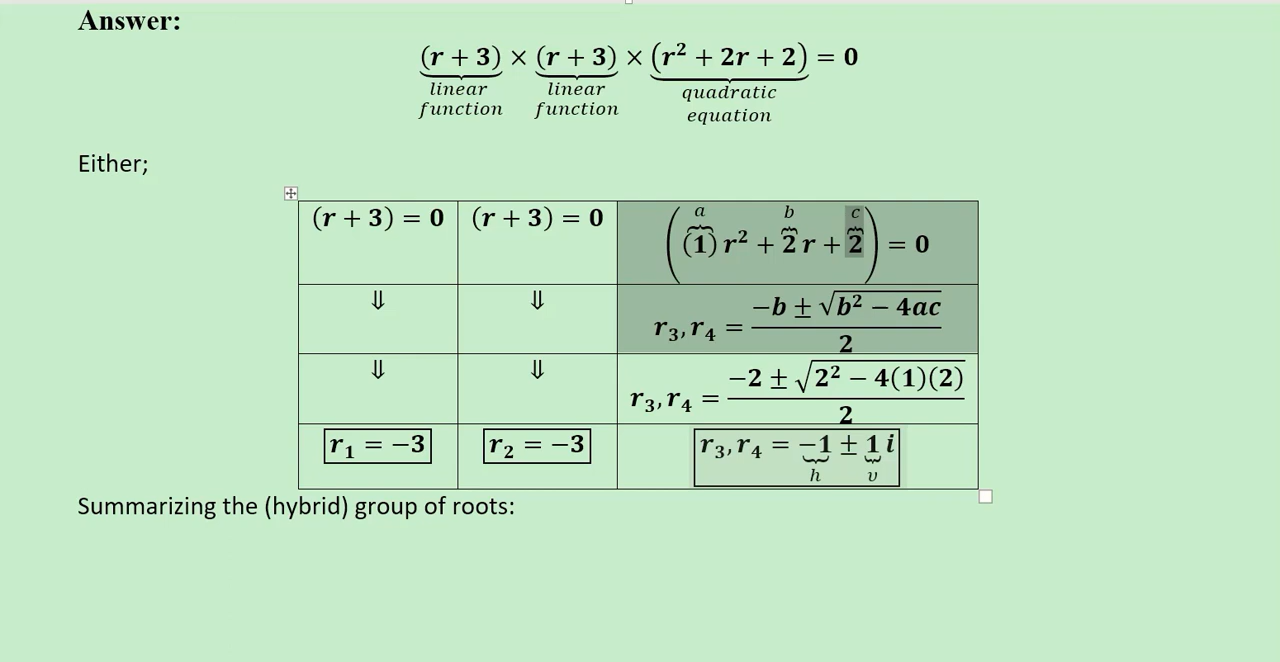 Answer:
(r + 3) × (r + 3) × (r² + 2r + 2) = 0
linear function linear function quadratic equation
Either;
(r + 3) = 0 (r + 3) = 0 ((1) r² + 2 r + 2) = 0
a b c
⇓ ⇓ r₃, r₄ = (−b ± √(b² − 4ac)) / 2
⇓ ⇓ r₃, r₄ = (−2 ± √(2² − 4(1)(2))) / 2
r₁ = −3 r₂ = −3 r₃, r₄ = −1 ± 1 i
h v
Summarizing the (hybrid) group of roots: